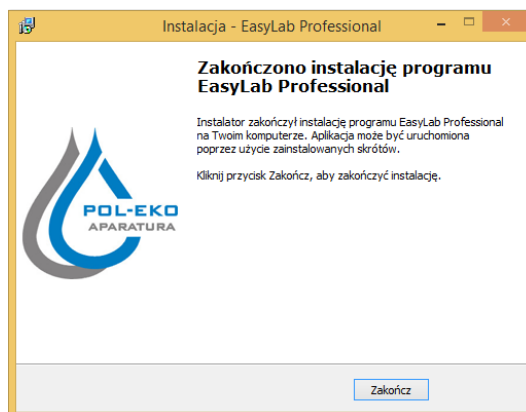 Instalacja - EasyLab Professional
Zakończono instalację programu
EasyLab Professional
Instalator zakończył instalację programu EasyLab Professional
na Twoim komputerze. Aplikacja może być uruchomiona
poprzez użycie zainstalowanych skrótów.
Kliknij przycisk Zakończ, aby zakończyć instalację.
POL-EKO
APARATURA
Zakończ